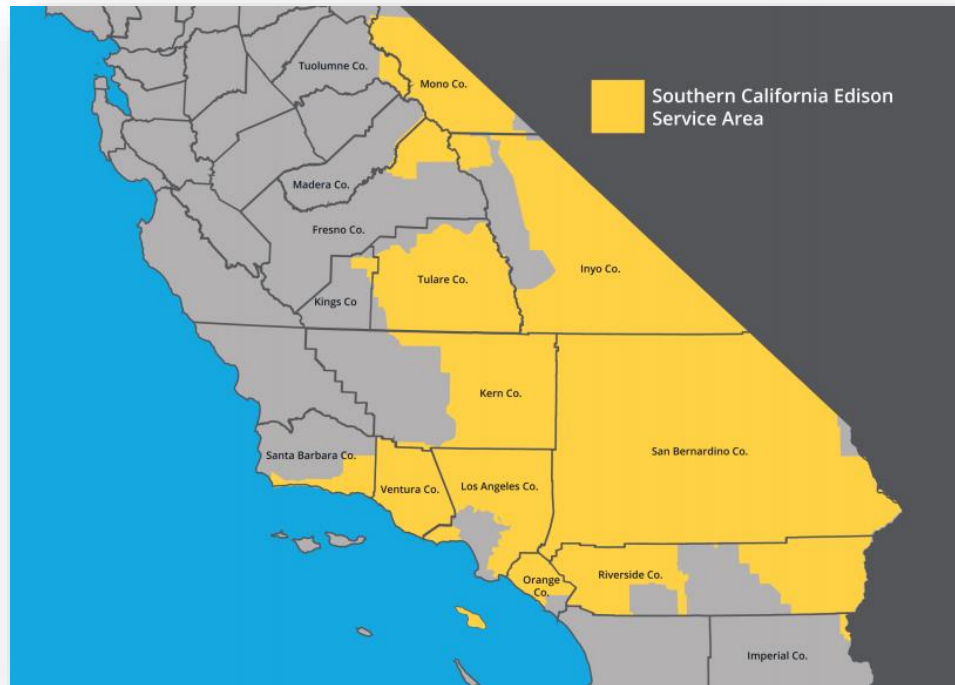 Tuolumne Co.
Mono Co.
Southern California Edison
Service Area
Madera Co.
Fresno Co.
Inyo Co.
Tulare Co.
Kings Co
Kern Co.
San Bernardino Co.
Santa Barbara Co.
Ventura Co.
Los Angeles Co.
Orange
Co.
Riverside Co.
Imperial Co.